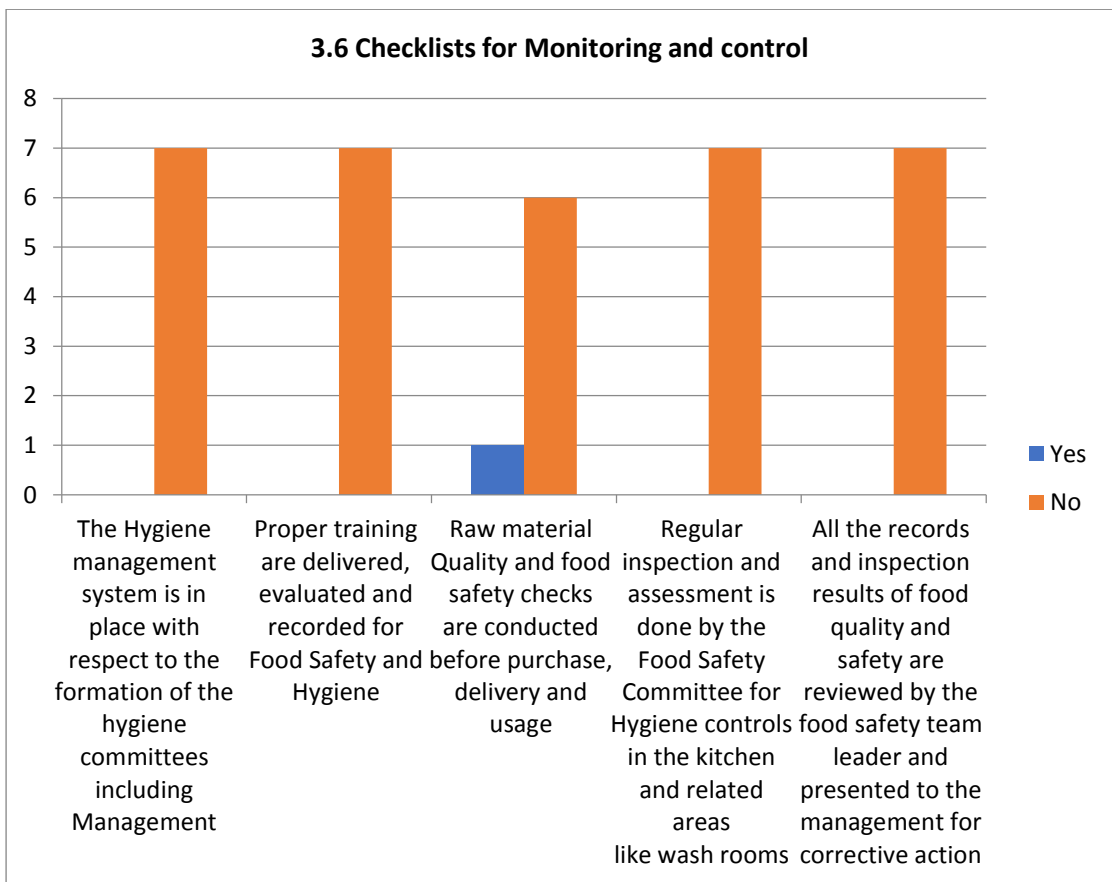 3.6 Checklists for Monitoring and control
8
7
6
5
4
3
2
1
0
Yes
No
The Hygiene
management
system is in
place with
respect to the
formation of the
hygiene
committees
including
Management
Proper training
are delivered,
evaluated and
recorded for
Food Safety and
Hygiene
Raw material
Quality and food
safety checks
are conducted
before purchase,
delivery and
usage
Regular
inspection and
assessment is
done by the
Food Safety
Committee for
Hygiene controls
in the kitchen
and related
areas
like wash rooms
All the records
and inspection
results of food
quality and
safety are
reviewed by the
food safety team
leader and
presented to the
management for
corrective action